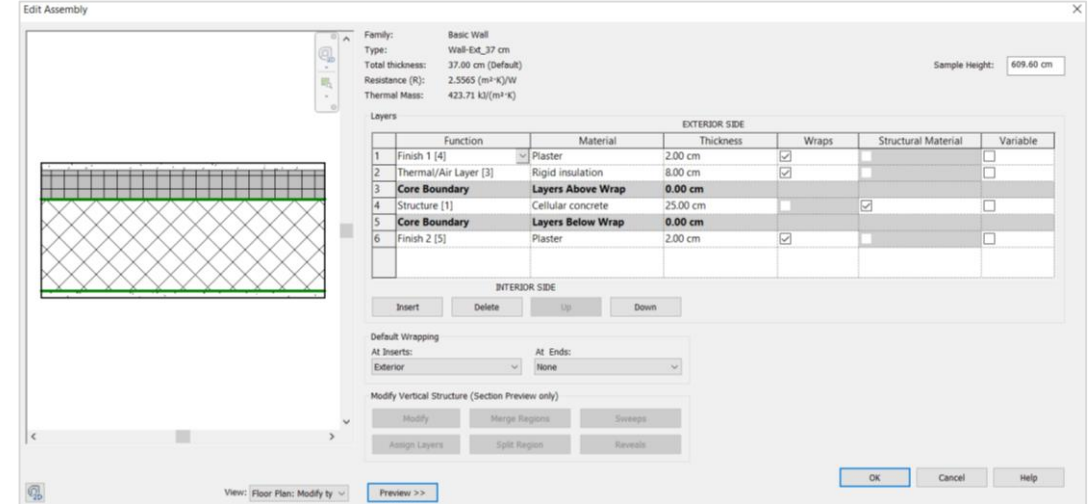 Edit Assembly
Family: Basic Wall
Type: Wall-Ext_37 cm
Total thickness: 37.00 cm (Default)
Resistance (R): 2.5565 (m²·K)/W
Thermal Mass: 423.71 kJ/(m²·K)
Sample Height: 609.60 cm
Layers
EXTERIOR SIDE
Function Material Thickness Wraps Structural Material Variable
1 Finish 1 [4] Plaster 2.00 cm
2 Thermal/Air Layer [3] Rigid insulation 8.00 cm
3 Core Boundary Layers Above Wrap 0.00 cm
4 Structure [1] Cellular concrete 25.00 cm
5 Core Boundary Layers Below Wrap 0.00 cm
6 Finish 2 [5] Plaster 2.00 cm
INTERIOR SIDE
Insert Delete Up Down
Default Wrapping
At Inserts: At Ends:
Exterior None
Modify Vertical Structure (Section Preview only)
Modify Merge Regions Sweeps
Assign Layers Split Region Reveals
OK Cancel Help
View: Floor Plan: Modify ty Preview >>
2D